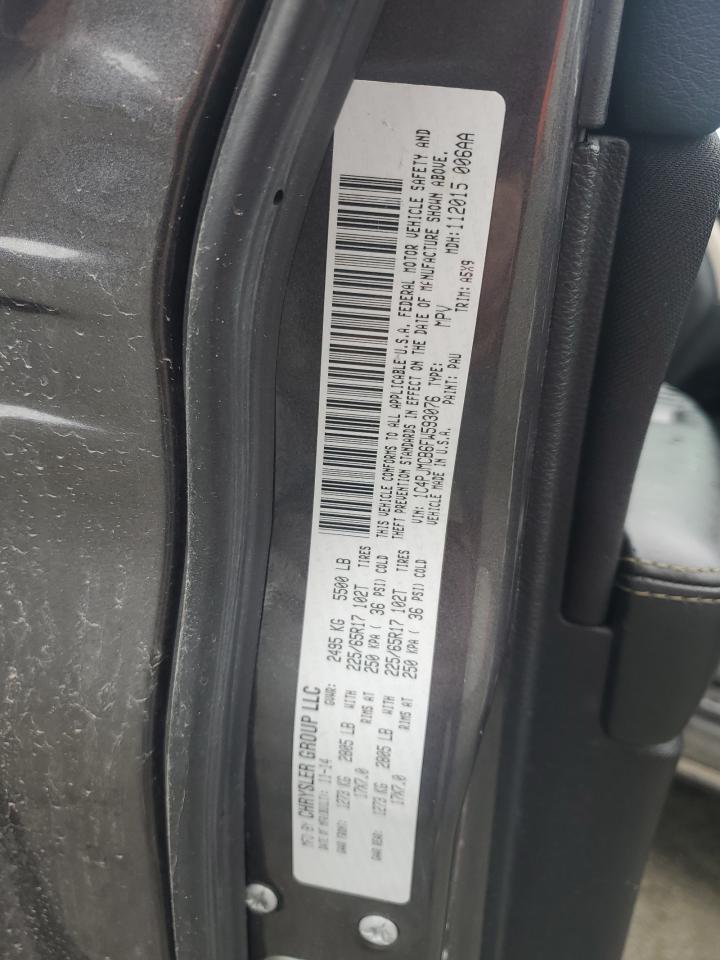 MFD BY CHRYSLER GROUP LLC
DATE OF MFR(BUILT): 11-14 GVWR: 2495 KG 5500 LB
GAWR FRONT: 1273 KG 2805 LB WITH 225/65R17 102T TIRES
17X7.0 RIMS AT 250 KPA ( 36 PSI) COLD
GAWR REAR: 1273 KG 2805 LB WITH 225/65R17 102T TIRES
17X7.0 RIMS AT 250 KPA ( 36 PSI) COLD
THIS VEHICLE CONFORMS TO ALL APPLICABLE U.S.A. FEDERAL MOTOR VEHICLE SAFETY AND
THEFT PREVENTION STANDARDS IN EFFECT ON THE DATE OF MANUFACTURE SHOWN ABOVE.
VIN: 1C4PJMCB6FW593076 TYPE: MPV MDH:112015 006AA
VEHICLE MADE IN U.S.A. PAINT: PAU TRIM: A5X9